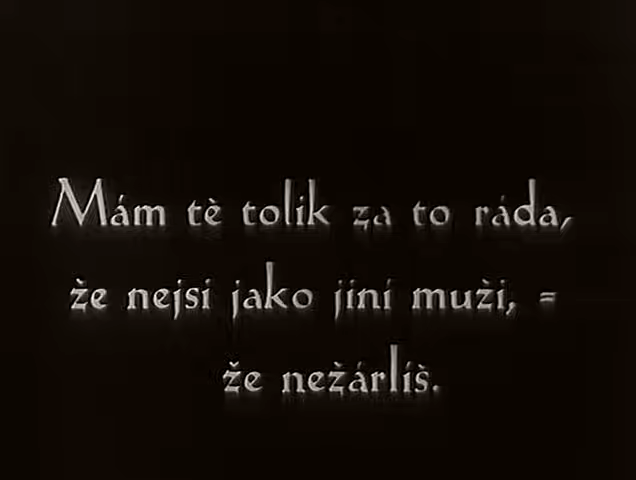 Mám tě tolik za to ráda,
že nejsi jako jiní muži, =
že nežárlíš.